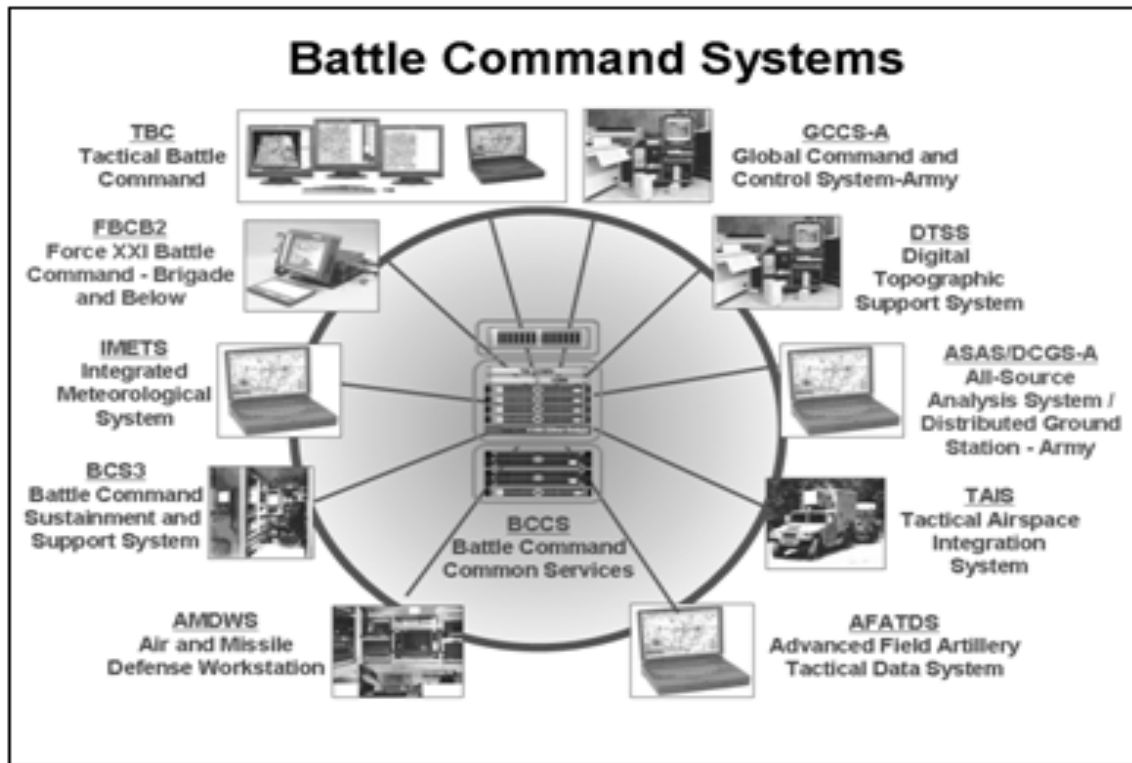 Battle Command Systems
TBC
Tactical Battle
Command
GCCS-A
Global Command and
Control System-Army
FBCB2
Force XXI Battle
Command - Brigade
and Below
DTSS
Digital
Topographic
Support System
IMETS
Integrated
Meteorological
System
ASAS/DCGS-A
All-Source
Analysis System /
Distributed Ground
Station - Army
BCS3
Battle Command
Sustainment and
Support System
TAIS
Tactical Airspace
Integration
System
BCCS
Battle Command
Common Services
AMDWS
Air and Missile
Defense Workstation
AFATDS
Advanced Field Artillery
Tactical Data System